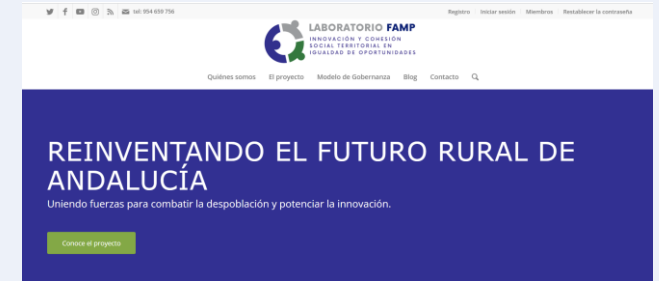 tel: 954 659 756
Registro Iniciar sesión Miembros Restablecer la contraseña
LABORATORIO FAMP
INNOVACIÓN Y COHESIÓN
SOCIAL TERRITORIAL EN
IGUALDAD DE OPORTUNIDADES
Quiénes somos El proyecto Modelo de Gobernanza Blog Contacto
REINVENTANDO EL FUTURO RURAL DE
ANDALUCÍA
Uniendo fuerzas para combatir la despoblación y potenciar la innovación.
Conoce el proyecto